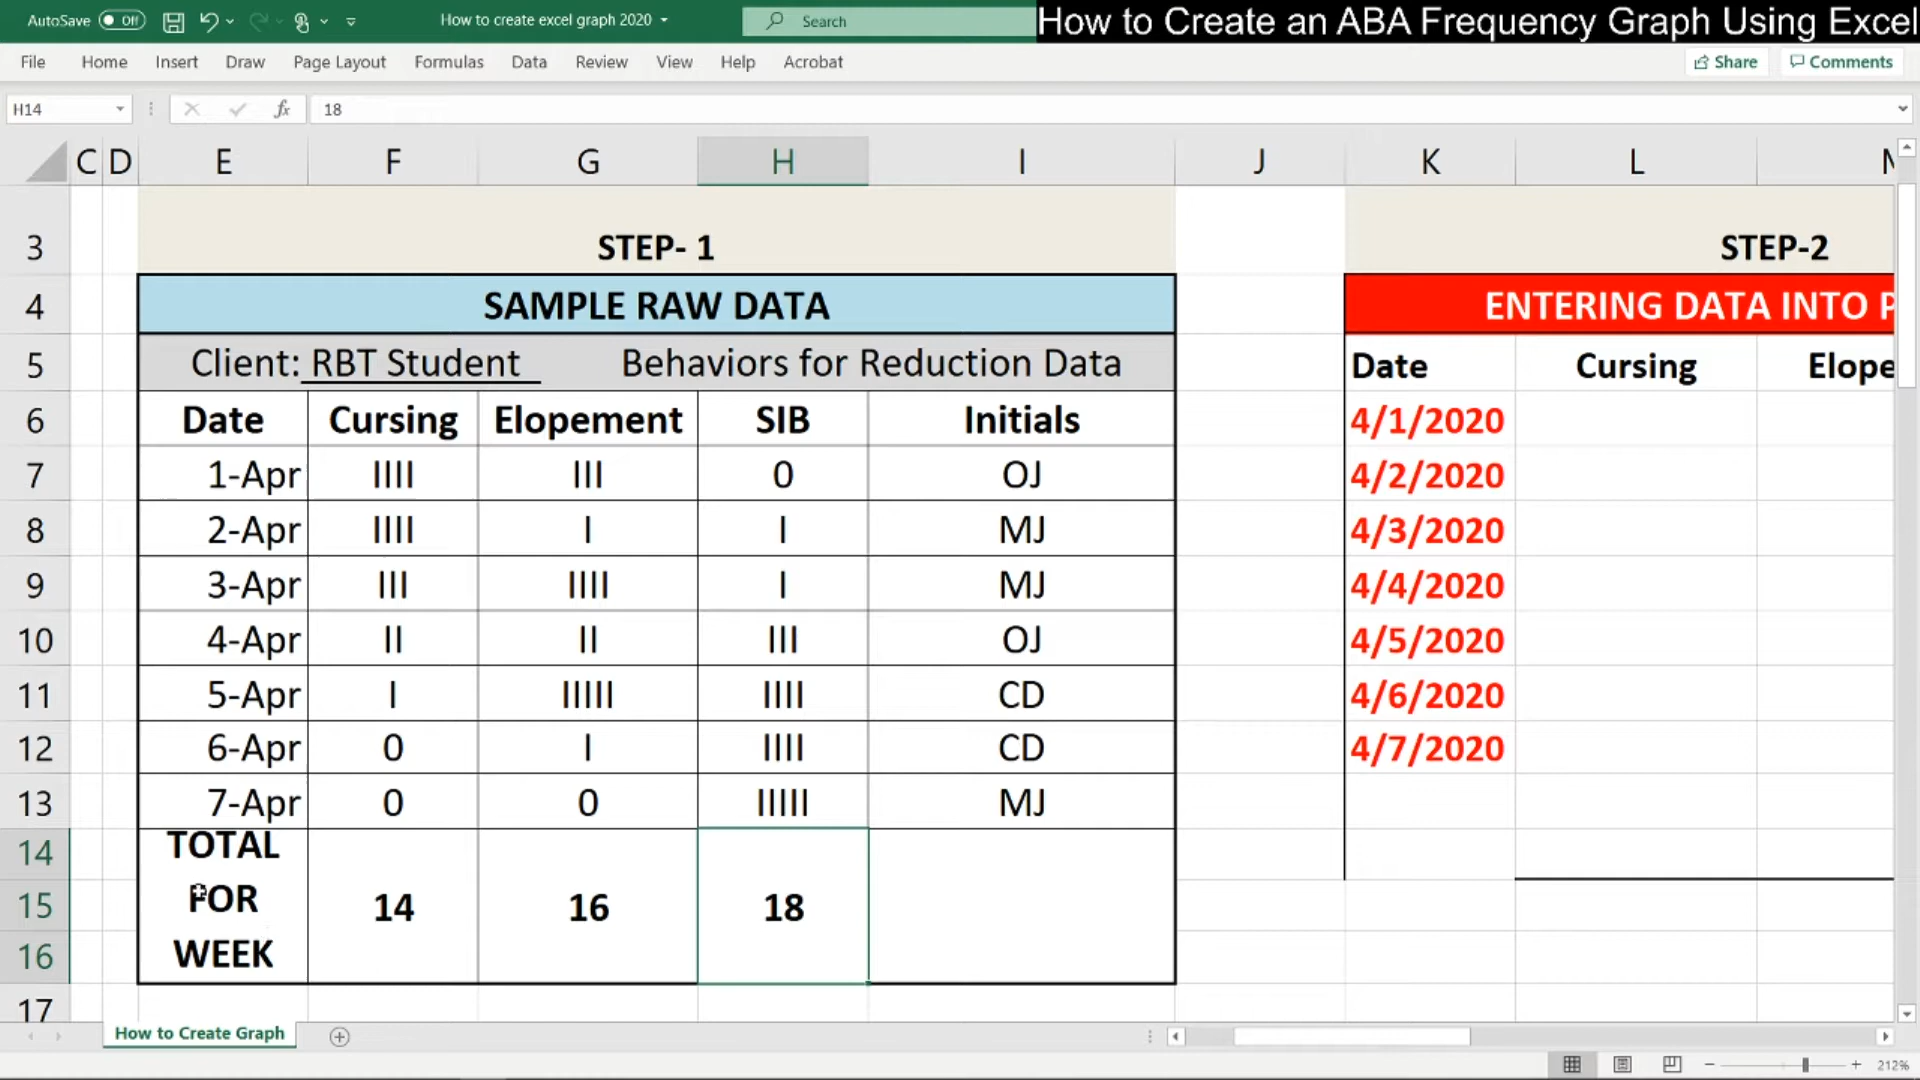 AutoSave Off How to create excel graph 2020 Search How to Create an ABA Frequency Graph Using Excel
File Home Insert Draw Page Layout Formulas Data Review View Help Acrobat Share Comments
H14 fx 18
C D E F G H I J K L
3 STEP- 1 STEP-2
4 SAMPLE RAW DATA ENTERING DATA INTO
5 Client: RBT Student Behaviors for Reduction Data Date Cursing Elope
6 Date Cursing Elopement SIB Initials 4/1/2020
7 1-Apr IIII III 0 OJ 4/2/2020
8 2-Apr IIII I I MJ 4/3/2020
9 3-Apr III IIII I MJ 4/4/2020
10 4-Apr II II III OJ 4/5/2020
11 5-Apr I IIIII IIII CD 4/6/2020
12 6-Apr 0 I IIII CD 4/7/2020
13 7-Apr 0 0 IIIII MJ
14 TOTAL
15 FOR 14 16 18
16 WEEK
17
How to Create Graph
212%